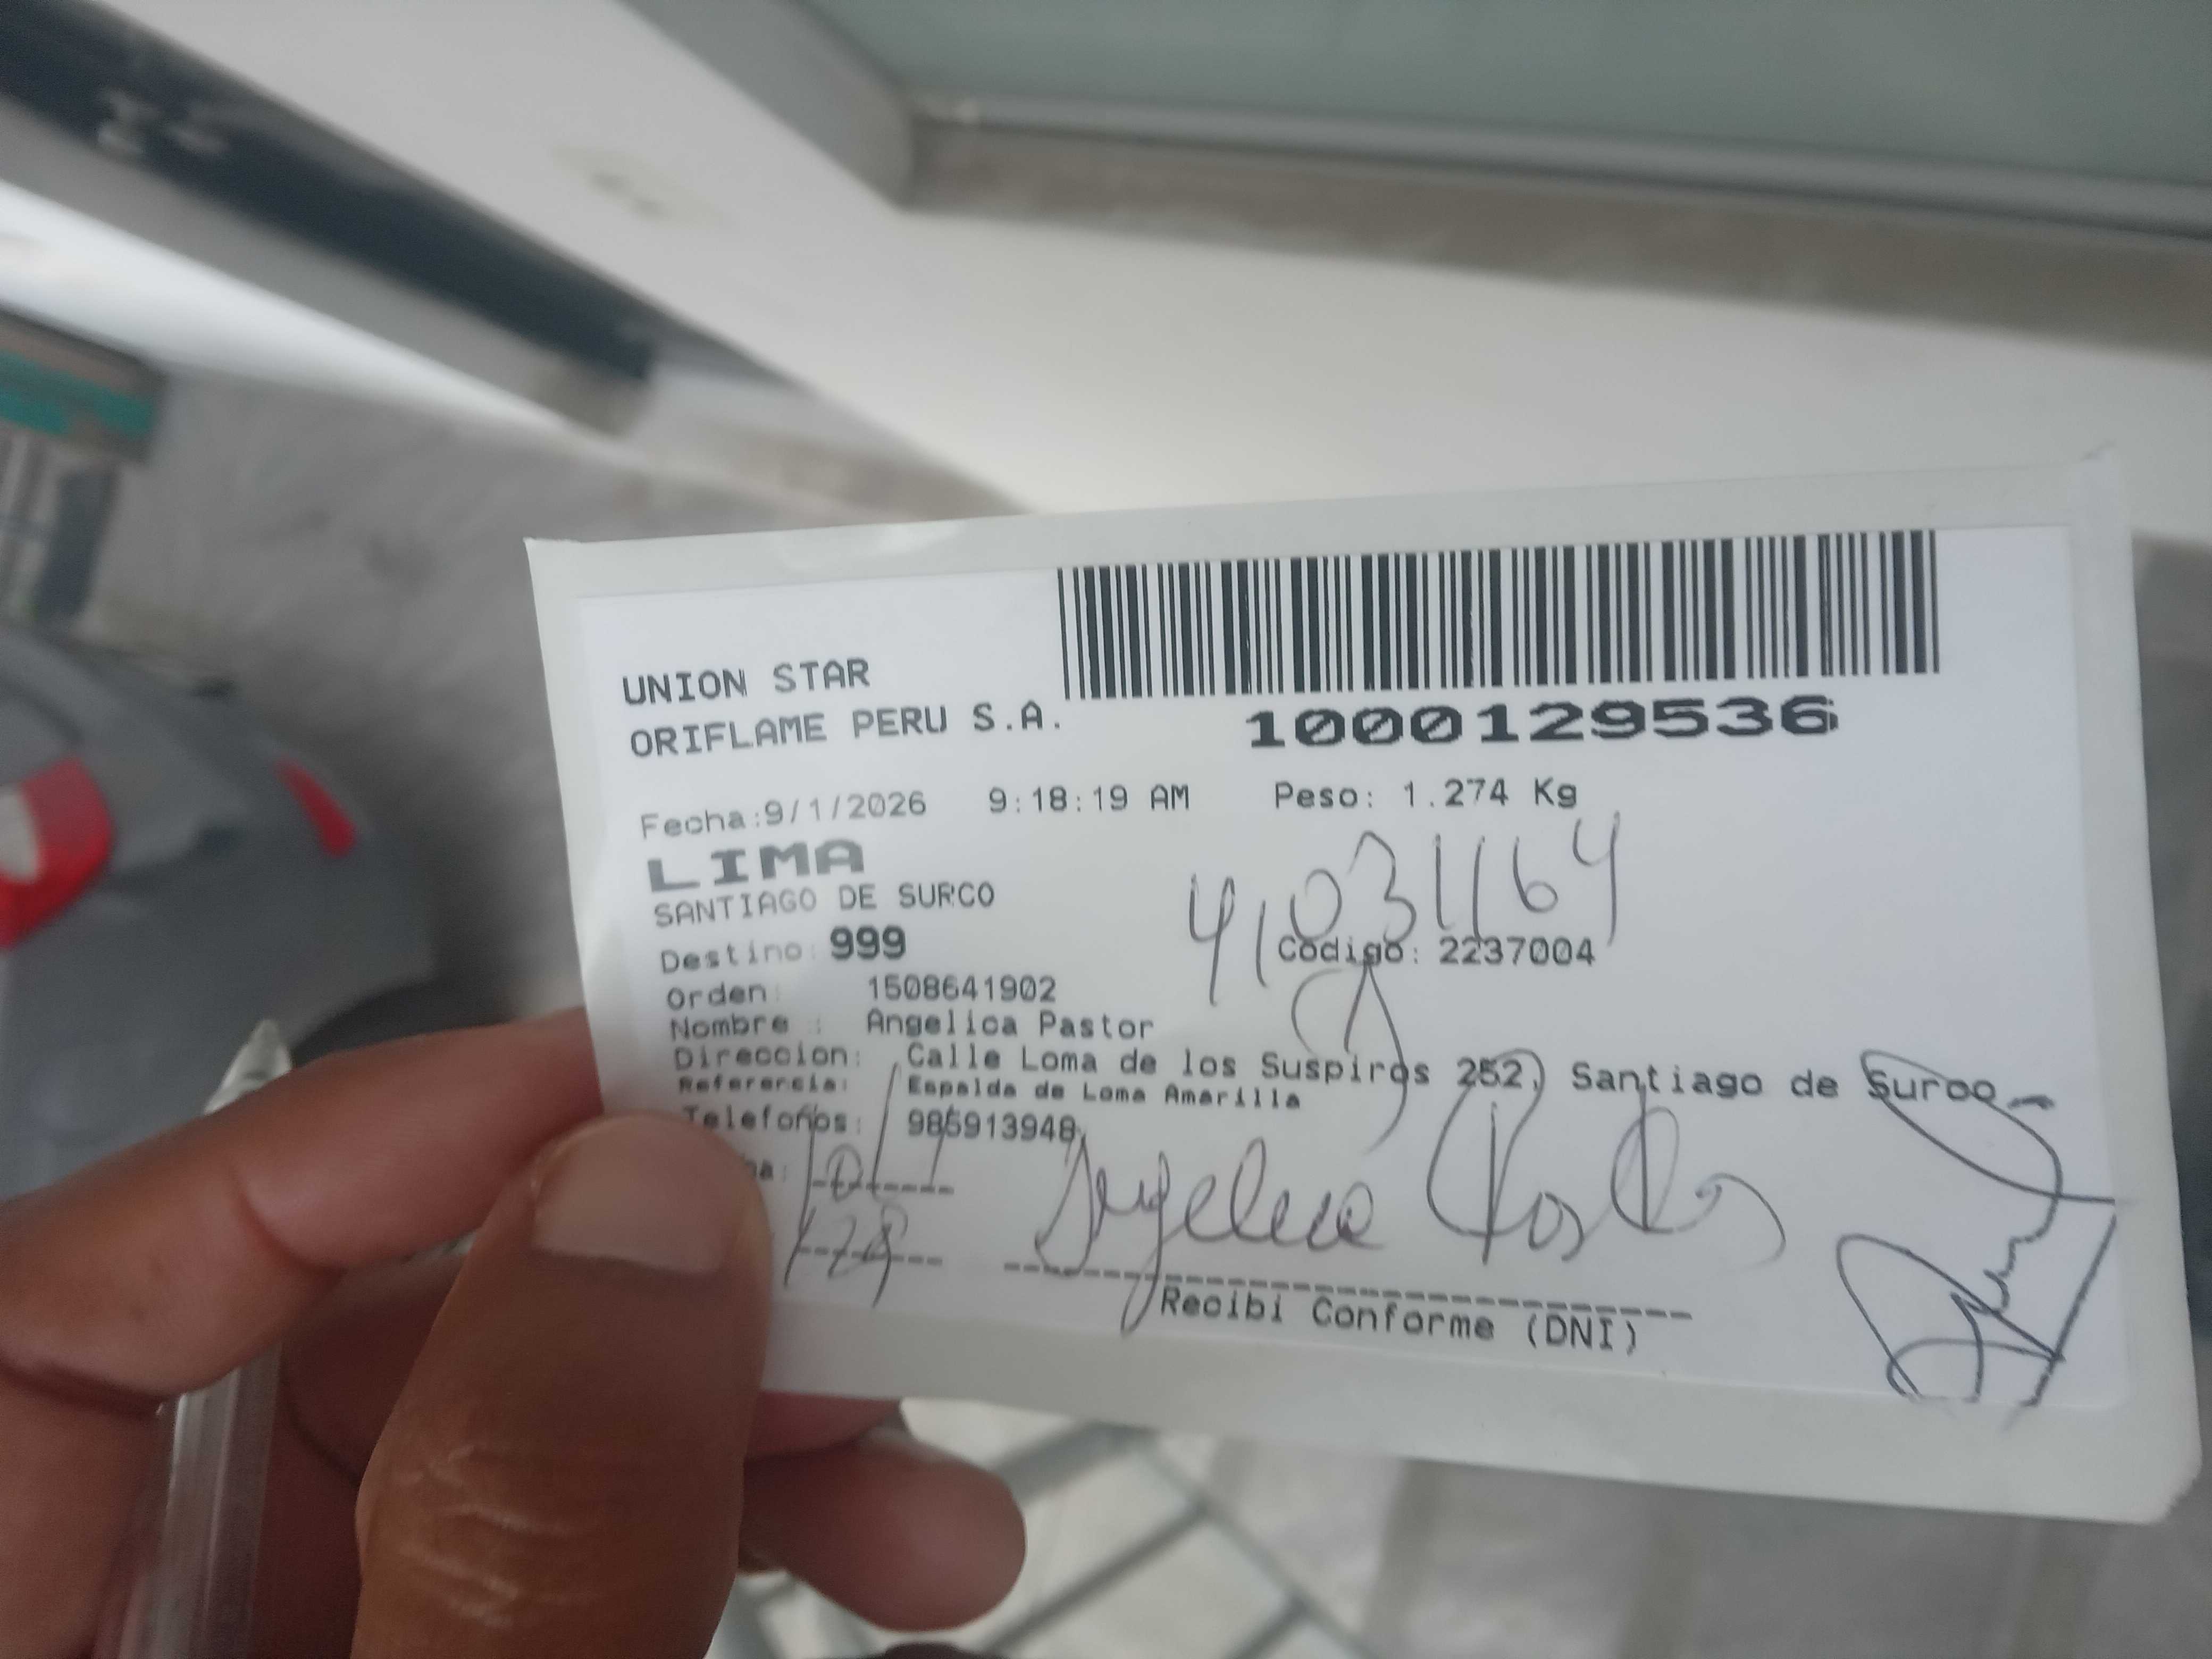 UNION STAR
ORIFLAME PERU S.A.
1000129536
Fecha:9/1/2026 9:18:19 AM Peso: 1.274 Kg
LIMA
SANTIAGO DE SURCO
41031164
Destino: 999 Codigo: 2237004
Orden: 1508641902
Nombre : Angelica Pastor
Direccion: Calle Loma de los Suspiros 252, Santiago de Surco
Referencia: Espalda de Loma Amarilla
Telefonos: 985913948
Angelica Pastor
Recibi Conforme (DNI)